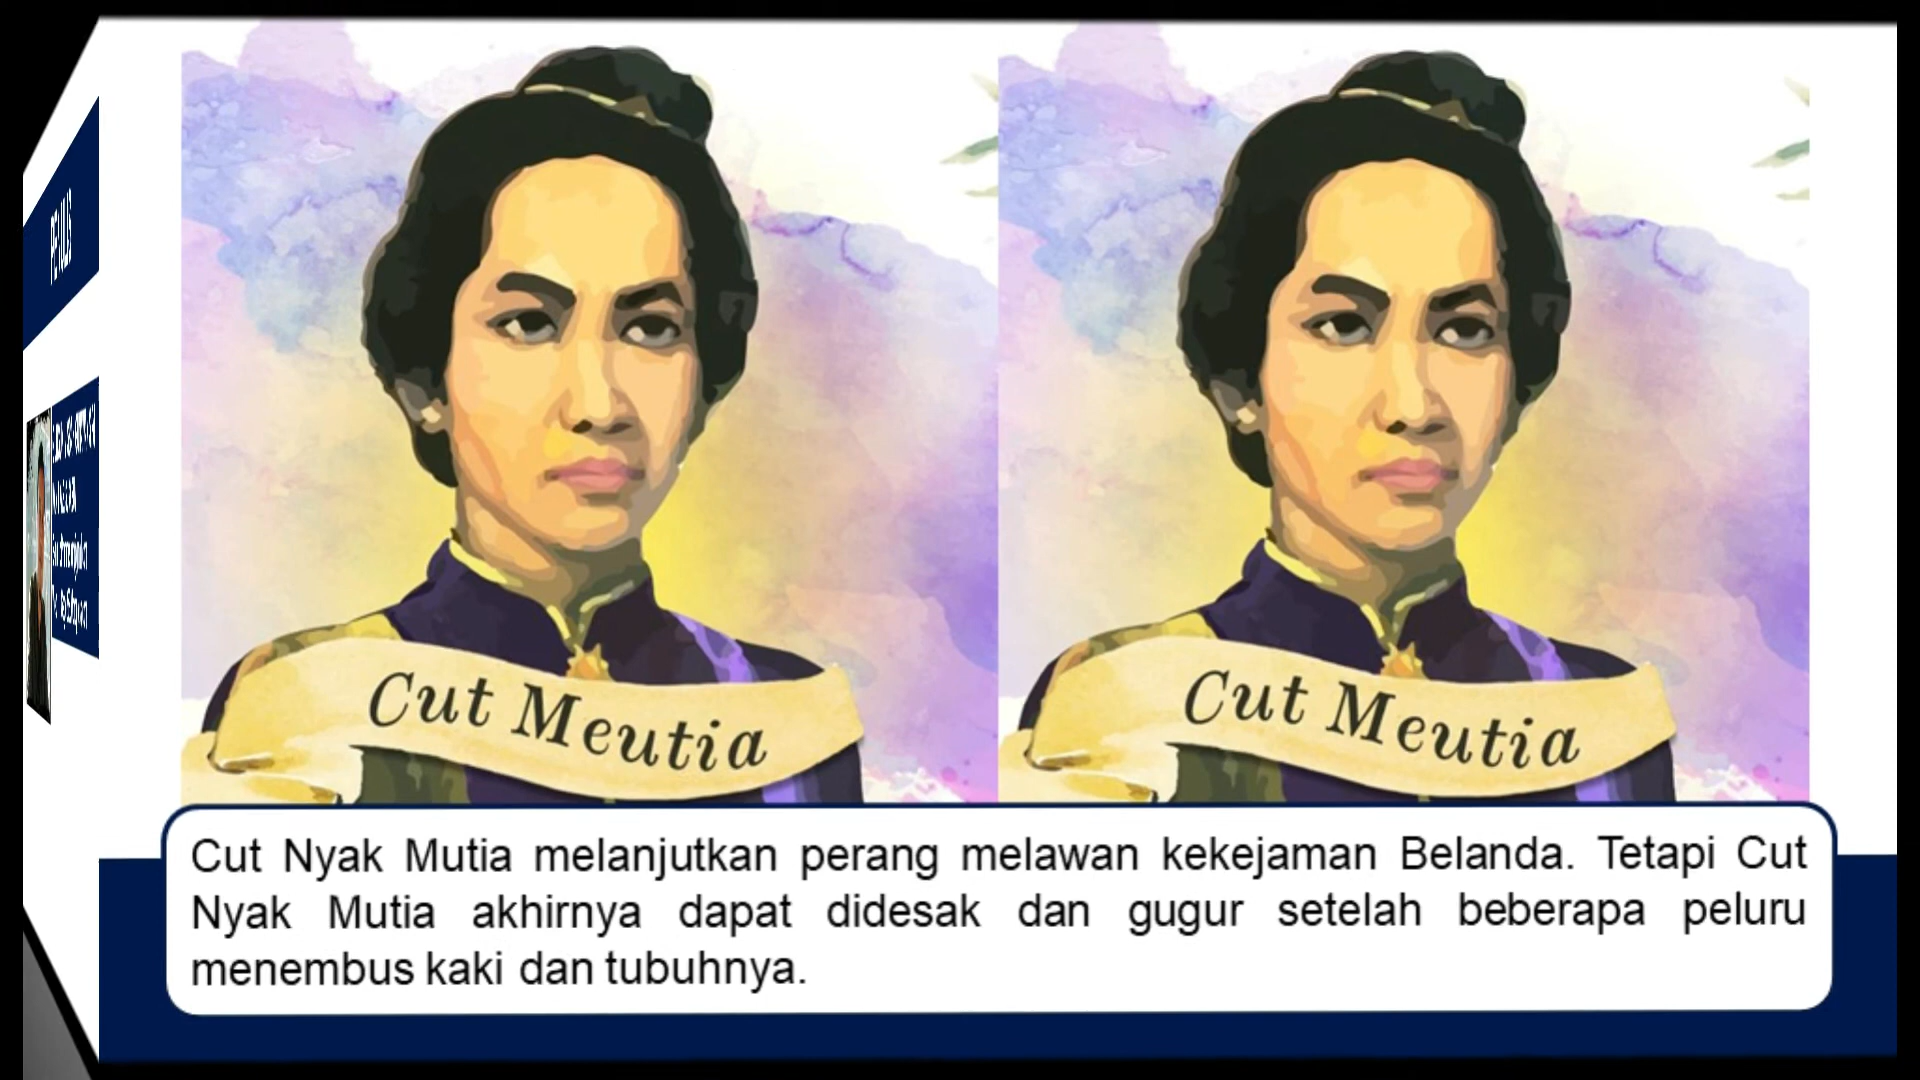 PENULIS
Cut Meutia
Cut Meutia
Cut Nyak Mutia melanjutkan perang melawan kekejaman Belanda. Tetapi Cut
Nyak Mutia akhirnya dapat didesak dan gugur setelah beberapa peluru
menembus kaki dan tubuhnya.